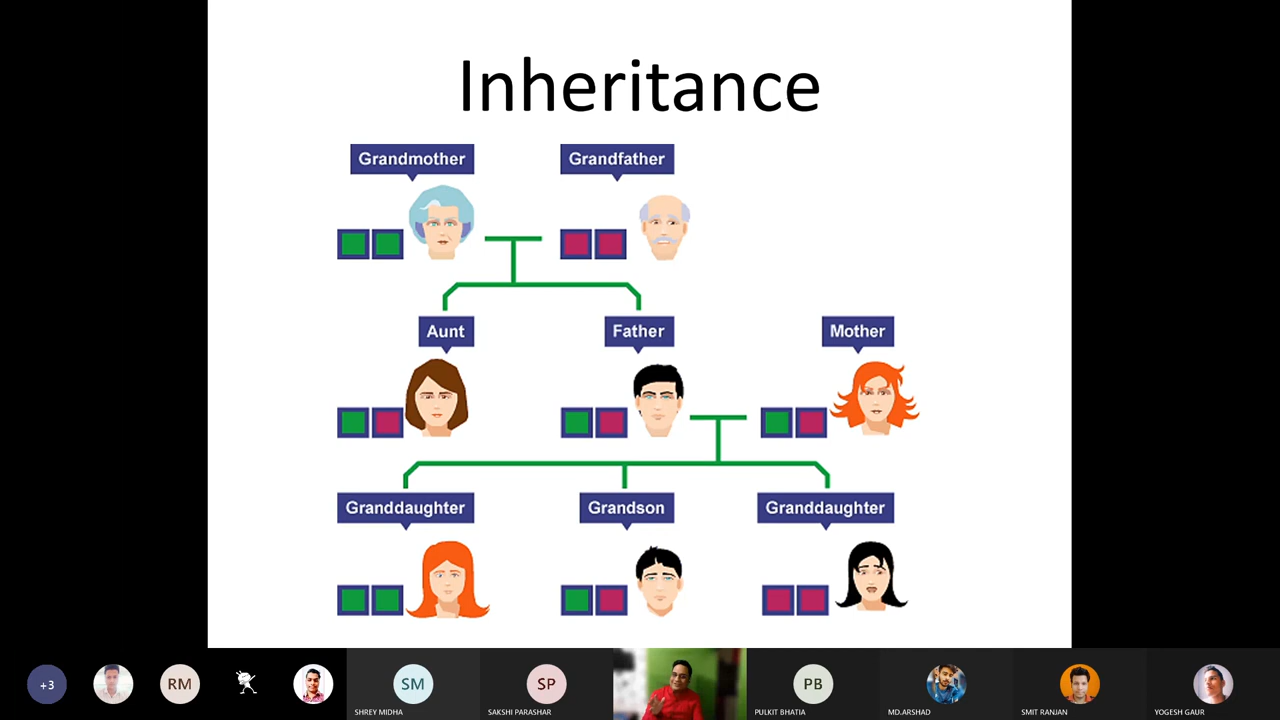 Inheritance
Grandmother
Grandfather
Aunt
Father
Mother
Granddaughter
Grandson
Granddaughter
+3
RM
SM
SHREY MIDHA
SP
SAKSHI PARASHAR
PB
PULKIT BHATIA
MD.ARSHAD
SMIT RANJAN
YOGESH GAUR